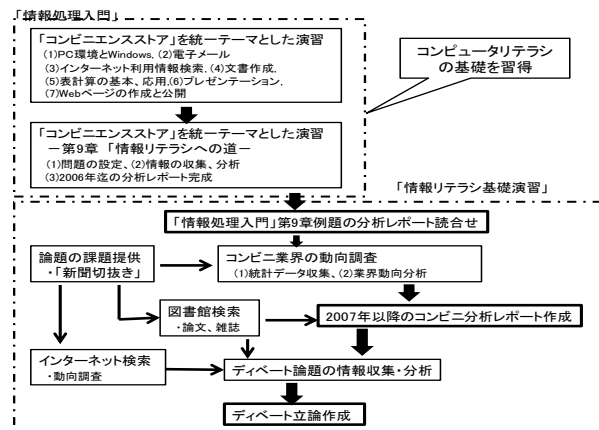 「情報処理入門」
「コンビニエンスストア」を統一テーマとした演習
(1)PC環境とWindows, (2)電子メール
(3)インターネット利用情報検索, (4)文書作成,
(5)表計算の基本、応用,(6)プレゼンテーション,
(7)Webページの作成と公開
コンピュータリテラシ
の基礎を習得
「コンビニエンスストア」を統一テーマとした演習
－第9章 「情報リテラシへの道－
(1)問題の設定、(2)情報の収集、分析
(3)2006年迄の分析レポート完成
「情報リテラシ基礎演習」
「情報処理入門」第9章例題の分析レポート読合せ
論題の課題提供
・「新聞切抜き」
コンビニ業界の動向調査
(1)統計データ収集、(2)業界動向分析
図書館検索
・論文、雑誌
2007年以降のコンビニ分析レポート作成
インターネット検索
・動向調査
ディベート論題の情報収集・分析
ディベート立論作成